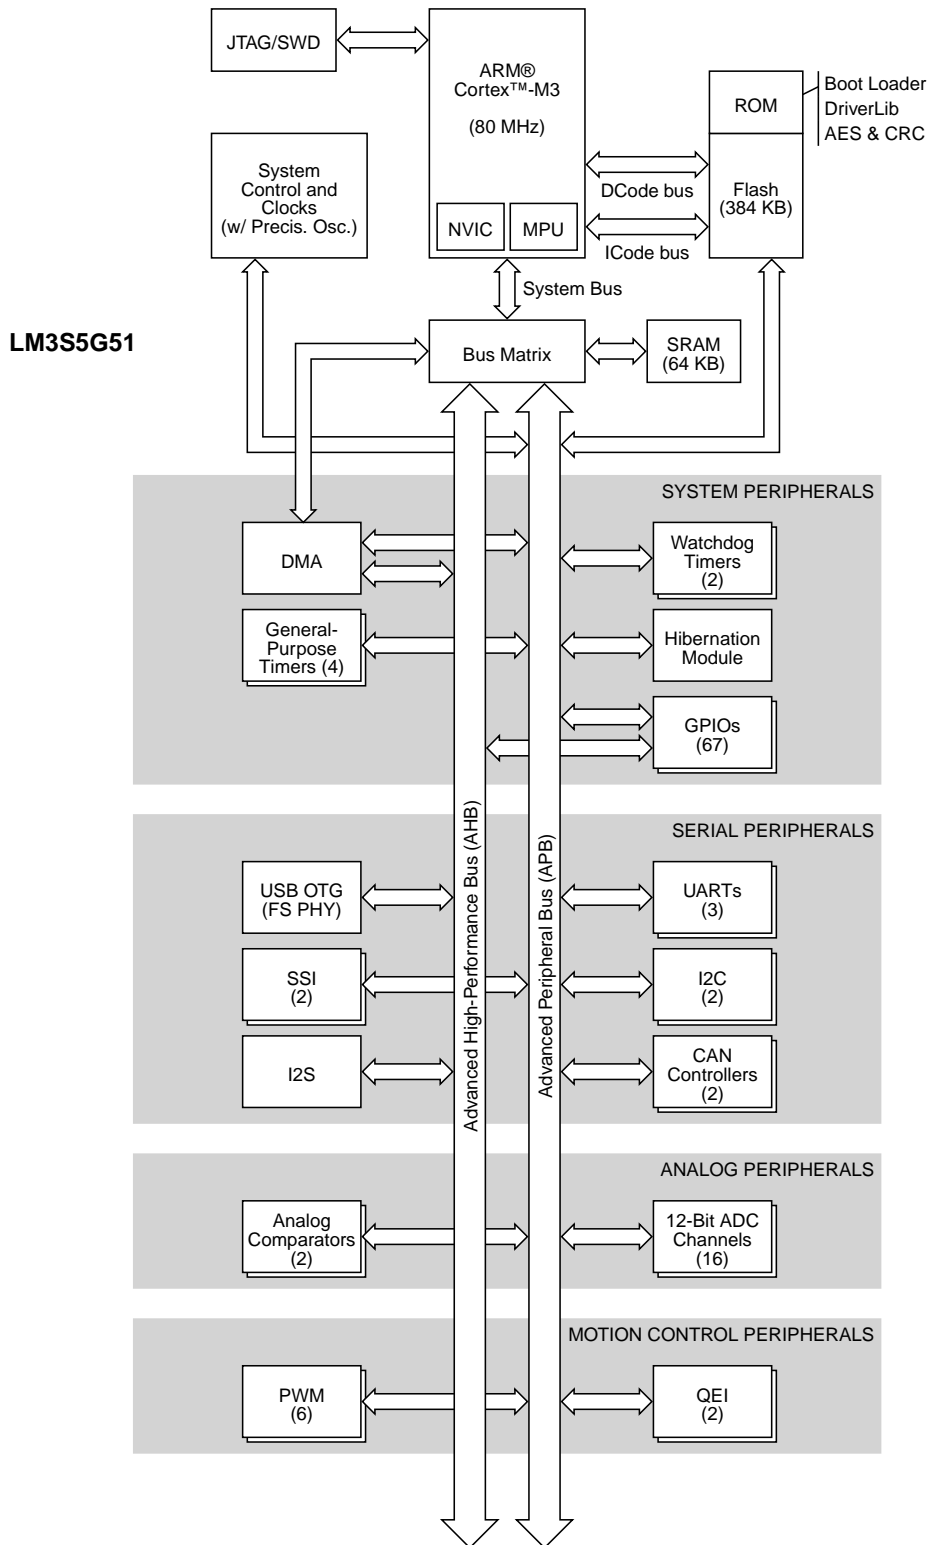 JTAG/SWD
ARM®
Cortex™-M3
(80 MHz)
NVIC
MPU
ROM
Boot Loader
DriverLib
AES & CRC
Flash
(384 KB)
DCode bus
ICode bus
System
Control and
Clocks
(w/ Precis. Osc.)
System Bus
LM3S5G51
Bus Matrix
SRAM
(64 KB)
SYSTEM PERIPHERALS
DMA
Watchdog
Timers
(2)
General-
Purpose
Timers (4)
Hibernation
Module
GPIOs
(67)
Advanced High-Performance Bus (AHB)
Advanced Peripheral Bus (APB)
SERIAL PERIPHERALS
USB OTG
(FS PHY)
UARTs
(3)
SSI
(2)
I2C
(2)
I2S
CAN
Controllers
(2)
ANALOG PERIPHERALS
Analog
Comparators
(2)
12-Bit ADC
Channels
(16)
MOTION CONTROL PERIPHERALS
PWM
(6)
QEI
(2)